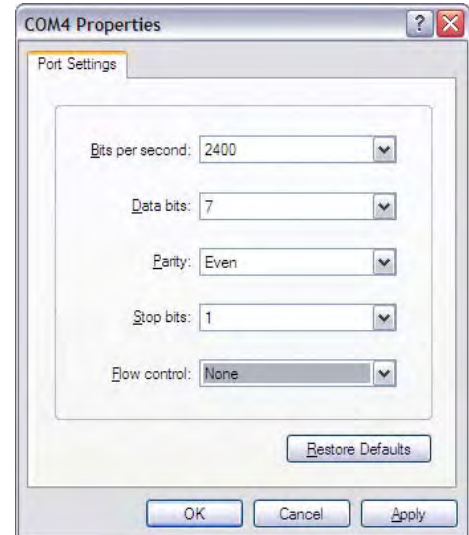 COM4 Properties
Port Settings
Bits per second: 2400
Data bits: 7
Parity: Even
Stop bits: 1
Flow control: None
Restore Defaults
OK Cancel Apply